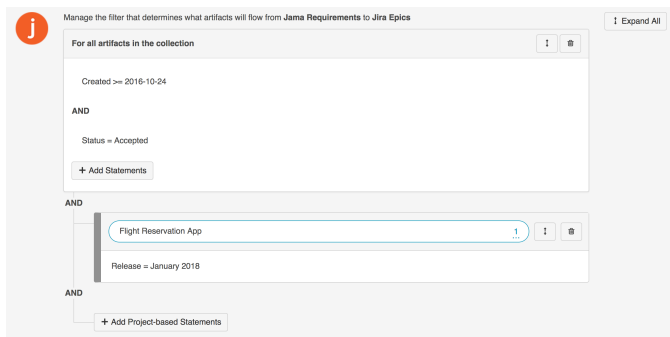 j
Manage the filter that determines what artifacts will flow from Jama Requirements to Jira Epics
Expand All
For all artifacts in the collection
Created >= 2016-10-24
AND
Status = Accepted
+ Add Statements
AND
Flight Reservation App 1
Release = January 2018
AND
+ Add Project-based Statements